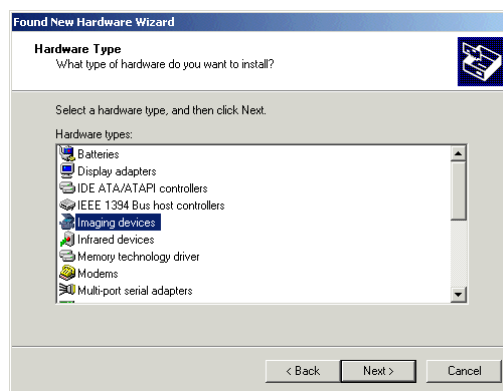 Found New Hardware Wizard
Hardware Type
What type of hardware do you want to install?
Select a hardware type, and then click Next.
Hardware types:
Batteries
Display adapters
IDE ATA/ATAPI controllers
IEEE 1394 Bus host controllers
Imaging devices
Infrared devices
Memory technology driver
Modems
Multi-port serial adapters
< Back
Next >
Cancel